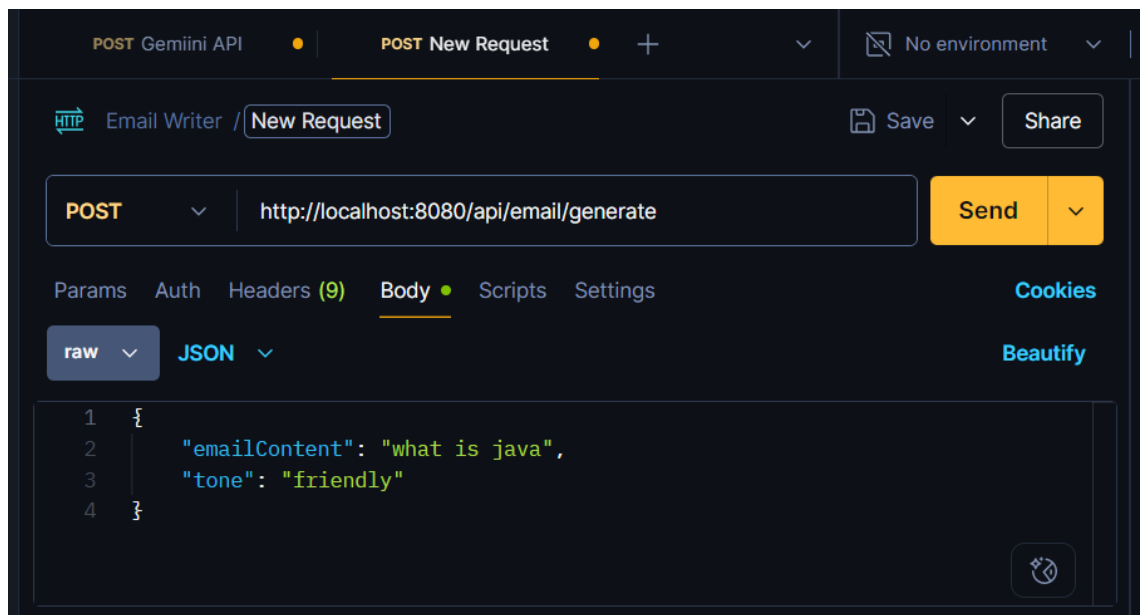 POST Gemiini API POST New Request No environment
HTTP Email Writer / New Request Save Share
POST http://localhost:8080/api/email/generate Send
Params Auth Headers (9) Body Scripts Settings Cookies
raw JSON Beautify
1 {
2 "emailContent": "what is java",
3 "tone": "friendly"
4 }